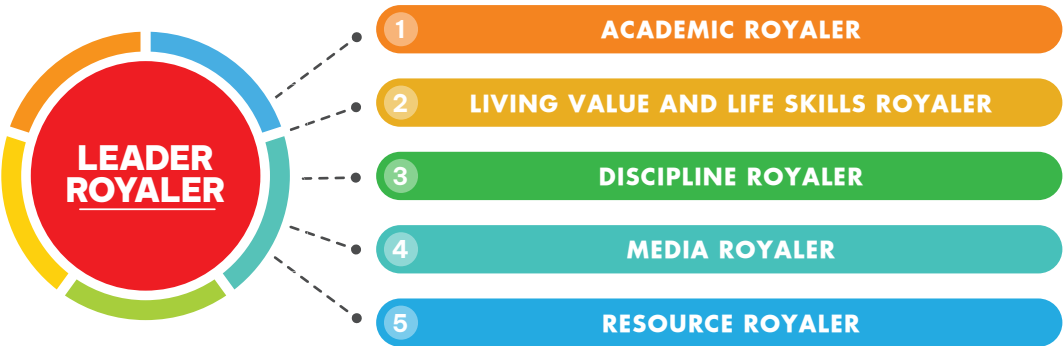 LEADER
ROYALER
1 ACADEMIC ROYALER
2 LIVING VALUE AND LIFE SKILLS ROYALER
3 DISCIPLINE ROYALER
4 MEDIA ROYALER
5 RESOURCE ROYALER